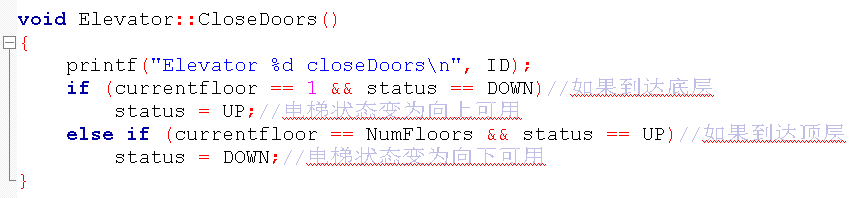 void Elevator::CloseDoors()
{
    printf("Elevator %d closeDoors\n", ID);
    if (currentfloor == 1 && status == DOWN)//如果到达底层
        status = UP;//电梯状态变为向上可用
    else if (currentfloor == NumFloors && status == UP)//如果到达顶层
        status = DOWN;//电梯状态变为向下可用
}